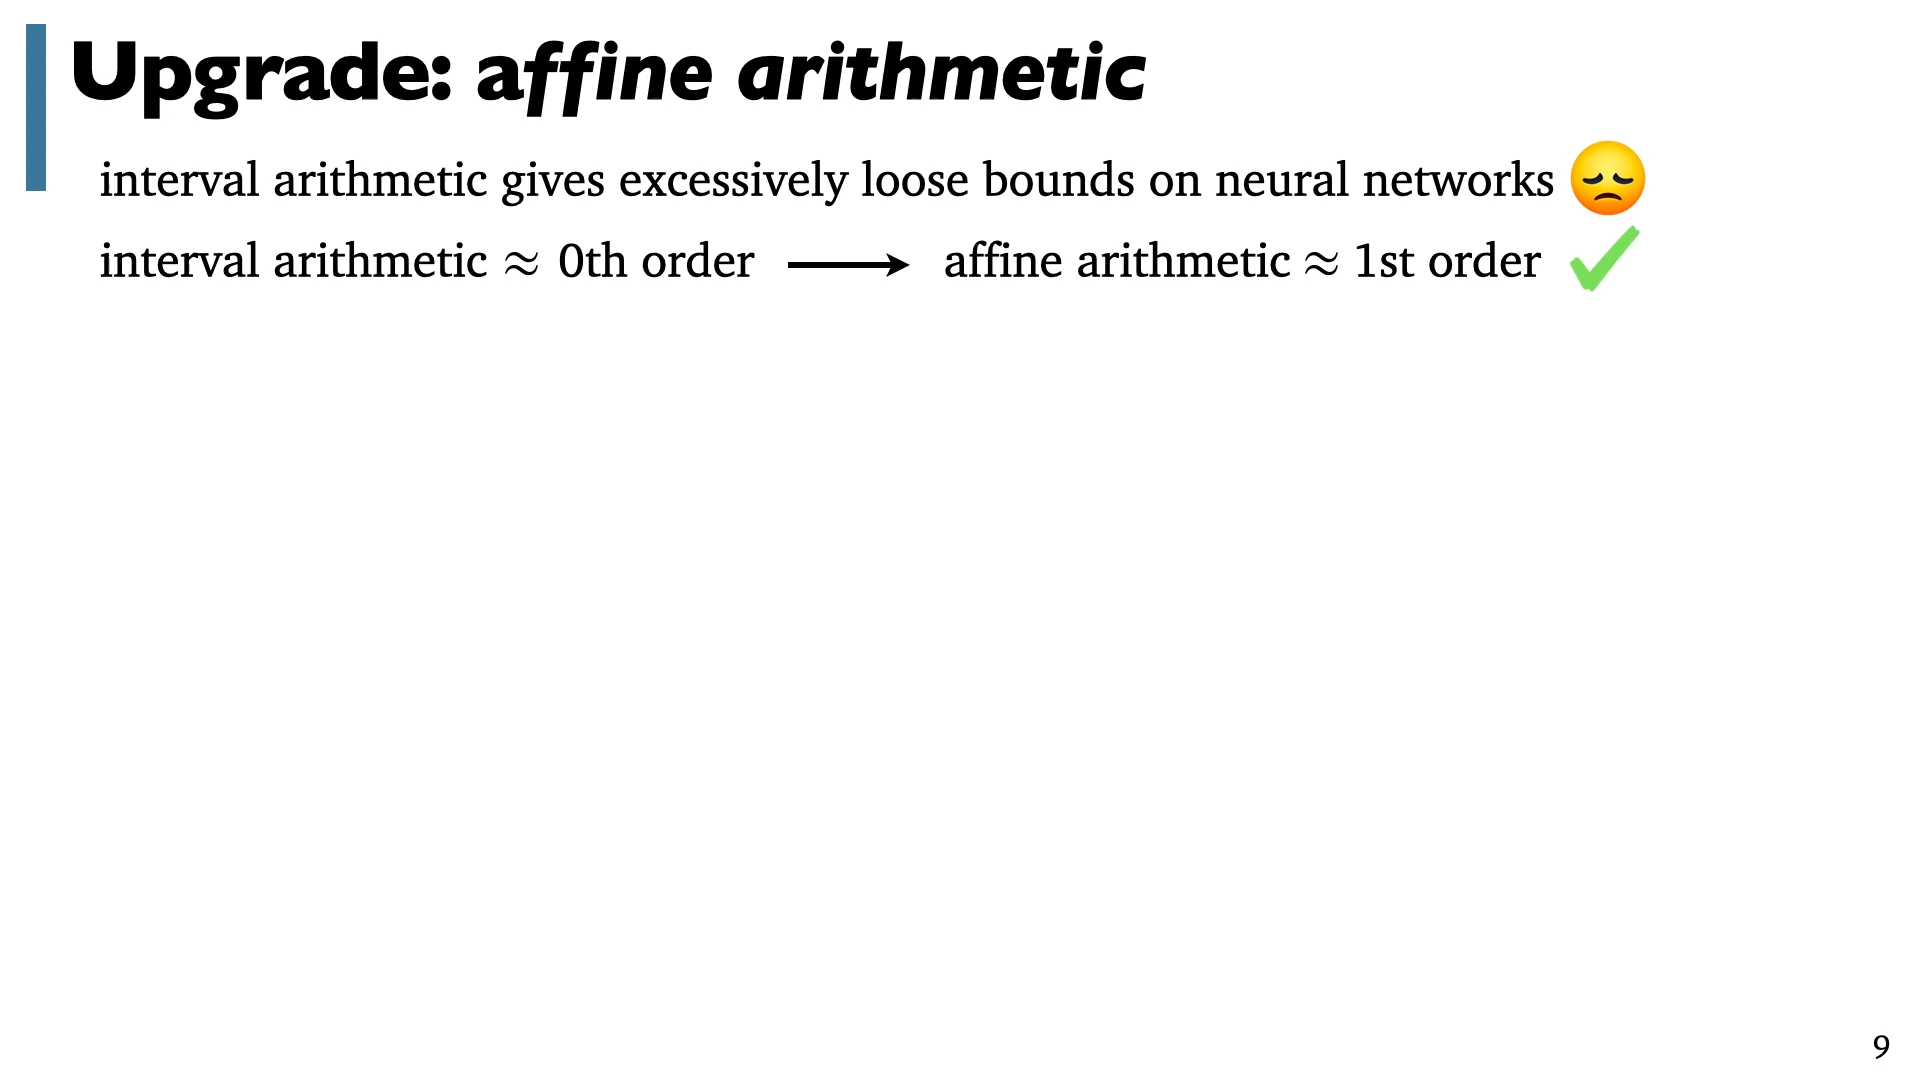 Upgrade: affine arithmetic
interval arithmetic gives excessively loose bounds on neural networks 😞
interval arithmetic ≈ 0th order ⟶ affine arithmetic ≈ 1st order ✓
9